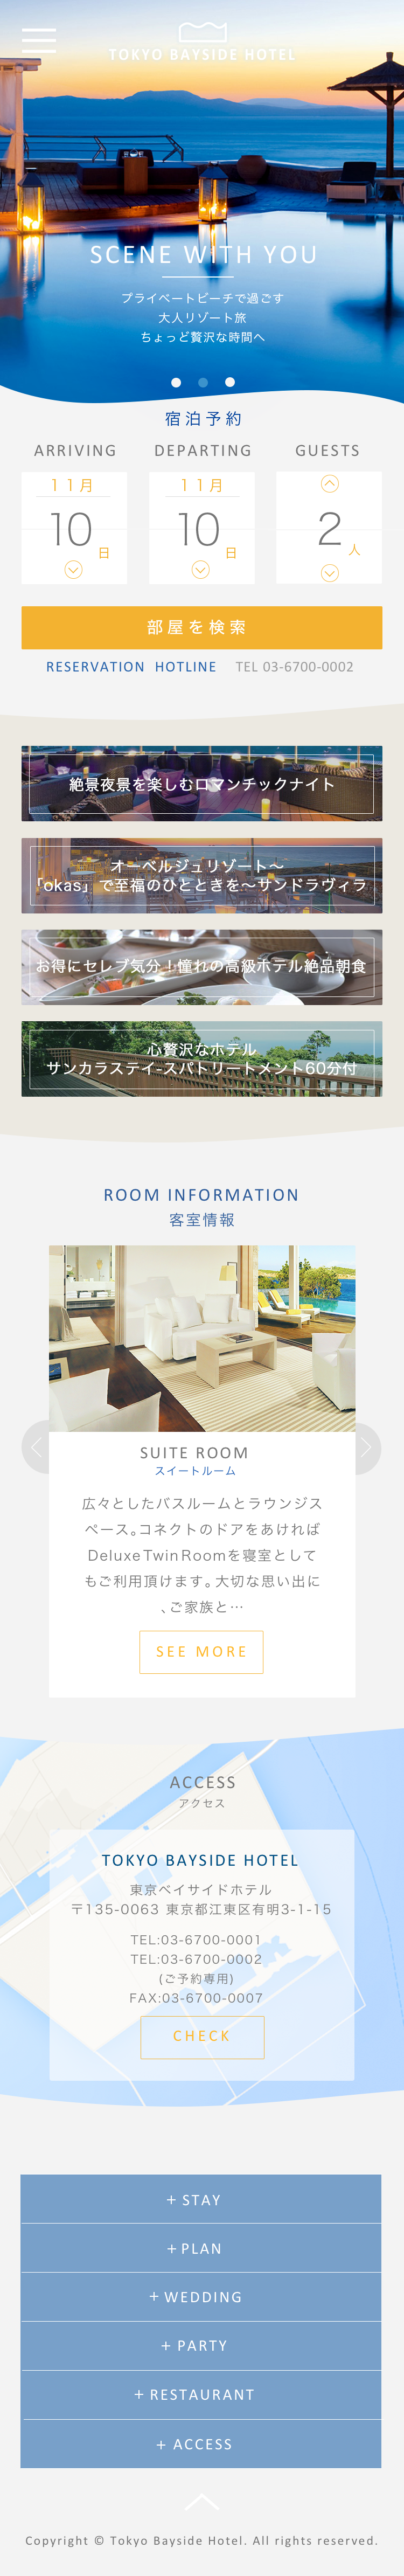 TOKYO BAYSIDE HOTEL
SCENE WiTH YOU
プライベートビーチで過ごす
大人リゾート旅
ちょっと贅沢な時間へ
宿泊予約
ARRIVING DEPARTING GUESTS
11月 11月
10日 10日 2人
部屋を検索
RESERVATION HOTLINE TEL 03-6700-0002
絶景夜景を楽しむロマンチックナイト
オーベルジュリゾート〜
「okas」で至福のひとときを〜サンドラヴィラ
お得にセレブ気分！憧れの高級ホテル絶品朝食
心贅沢なホテル
サンカラステイ-スパトリートメント60分付
ROOM INFORMATION
客室情報
SUITE ROOM
スイートルーム
広々としたバスルームとラウンジス
ペース。コネクトのドアをあければ
Deluxe Twin Roomを寝室として
もご利用頂けます。大切な思い出に
、ご家族と…
SEE MORE
ACCESS
アクセス
TOKYO BAYSIDE HOTEL
東京ベイサイドホテル
〒135-0063 東京都江東区有明3-1-15
TEL:03-6700-0001
TEL:03-6700-0002
(ご予約専用)
FAX:03-6700-0007
CHECK
+ STAY
+ PLAN
+ WEDDING
+ PARTY
+ RESTAURANT
+ ACCESS
Copyright © Tokyo Bayside Hotel. All rights reserved.